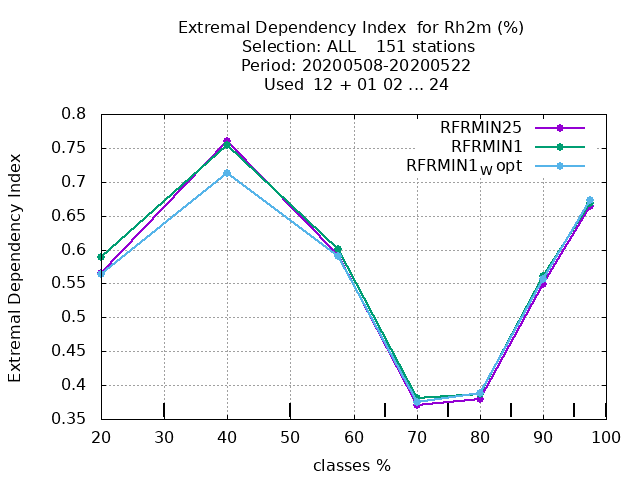 Extremal Dependency Index  for Rh2m (%)
Selection: ALL    151 stations
Period: 20200508-20200522
Used  12 + 01 02 ... 24
RFRMIN25
RFRMIN1
RFRMIN1w opt
Extremal Dependency Index
0.8
0.75
0.7
0.65
0.6
0.55
0.5
0.45
0.4
0.35
20 30 40 50 60 70 80 90 100
classes %